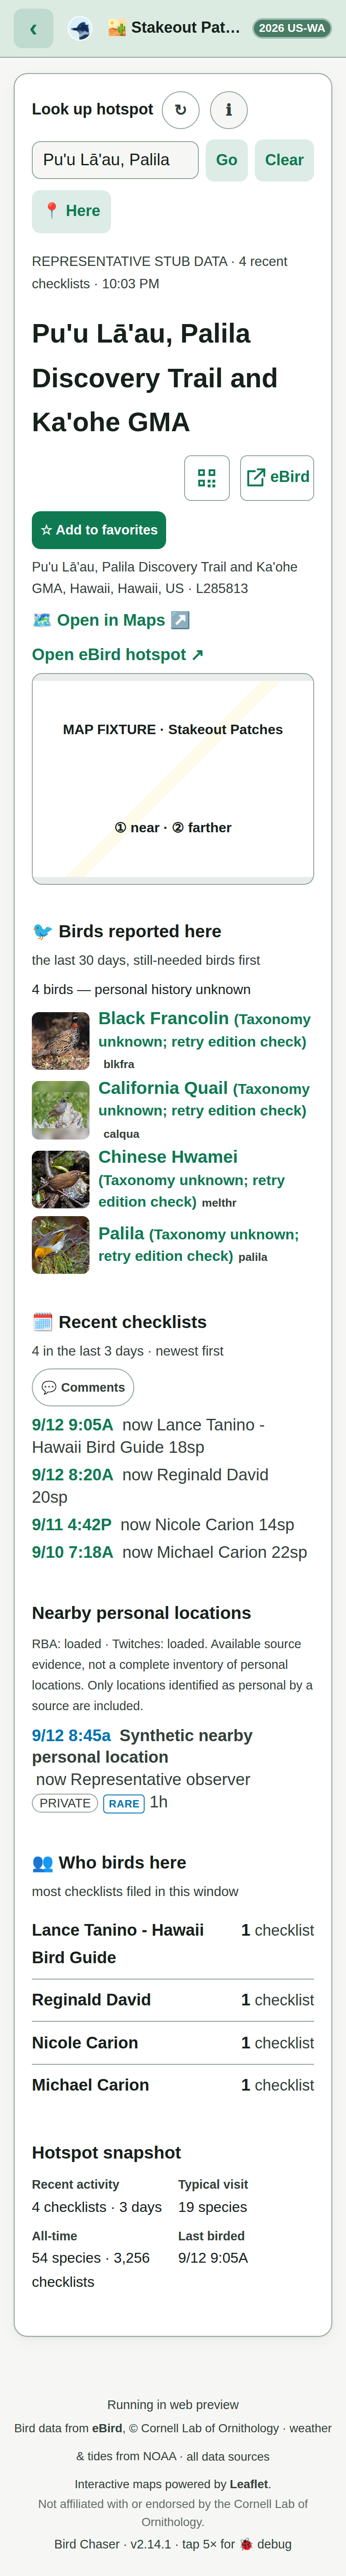 ‹ 🏜️ Stakeout Pat... 2026 US-WA
Look up hotspot ↻ ℹ
Pu'u Lā'au, Palila Go Clear
📍 Here
REPRESENTATIVE STUB DATA · 4 recent
checklists · 10:03 PM
Pu'u Lā'au, Palila
Discovery Trail and
Ka'ohe GMA
eBird
☆ Add to favorites
Pu'u Lā'au, Palila Discovery Trail and Ka'ohe
GMA, Hawaii, Hawaii, US · L285813
🗺️ Open in Maps ↗️
Open eBird hotspot ↗
MAP FIXTURE · Stakeout Patches
① near · ② farther
🐦 Birds reported here
the last 30 days, still-needed birds first
4 birds — personal history unknown
Black Francolin (Taxonomy
unknown; retry edition check)
blkfra
California Quail (Taxonomy
unknown; retry edition check)
calqua
Chinese Hwamei
(Taxonomy unknown; retry
edition check) melthr
Palila (Taxonomy unknown;
retry edition check) palila
🗓️ Recent checklists
4 in the last 3 days · newest first
💬 Comments
9/12 9:05A now Lance Tanino -
Hawaii Bird Guide 18sp
9/12 8:20A now Reginald David
20sp
9/11 4:42P now Nicole Carion 14sp
9/10 7:18A now Michael Carion 22sp
Nearby personal locations
RBA: loaded · Twitches: loaded. Available source
evidence, not a complete inventory of personal
locations. Only locations identified as personal by a
source are included.
9/12 8:45a Synthetic nearby
personal location
now Representative observer
PRIVATE RARE 1h
👥 Who birds here
most checklists filed in this window
Lance Tanino - Hawaii
Bird Guide 1 checklist
Reginald David 1 checklist
Nicole Carion 1 checklist
Michael Carion 1 checklist
Hotspot snapshot
Recent activity Typical visit
4 checklists · 3 days 19 species
All-time Last birded
54 species · 3,256 9/12 9:05A
checklists
Running in web preview
Bird data from eBird, © Cornell Lab of Ornithology · weather
& tides from NOAA · all data sources
Interactive maps powered by Leaflet.
Not affiliated with or endorsed by the Cornell Lab of
Ornithology.
Bird Chaser · v2.14.1 · tap 5× for 🐞 debug